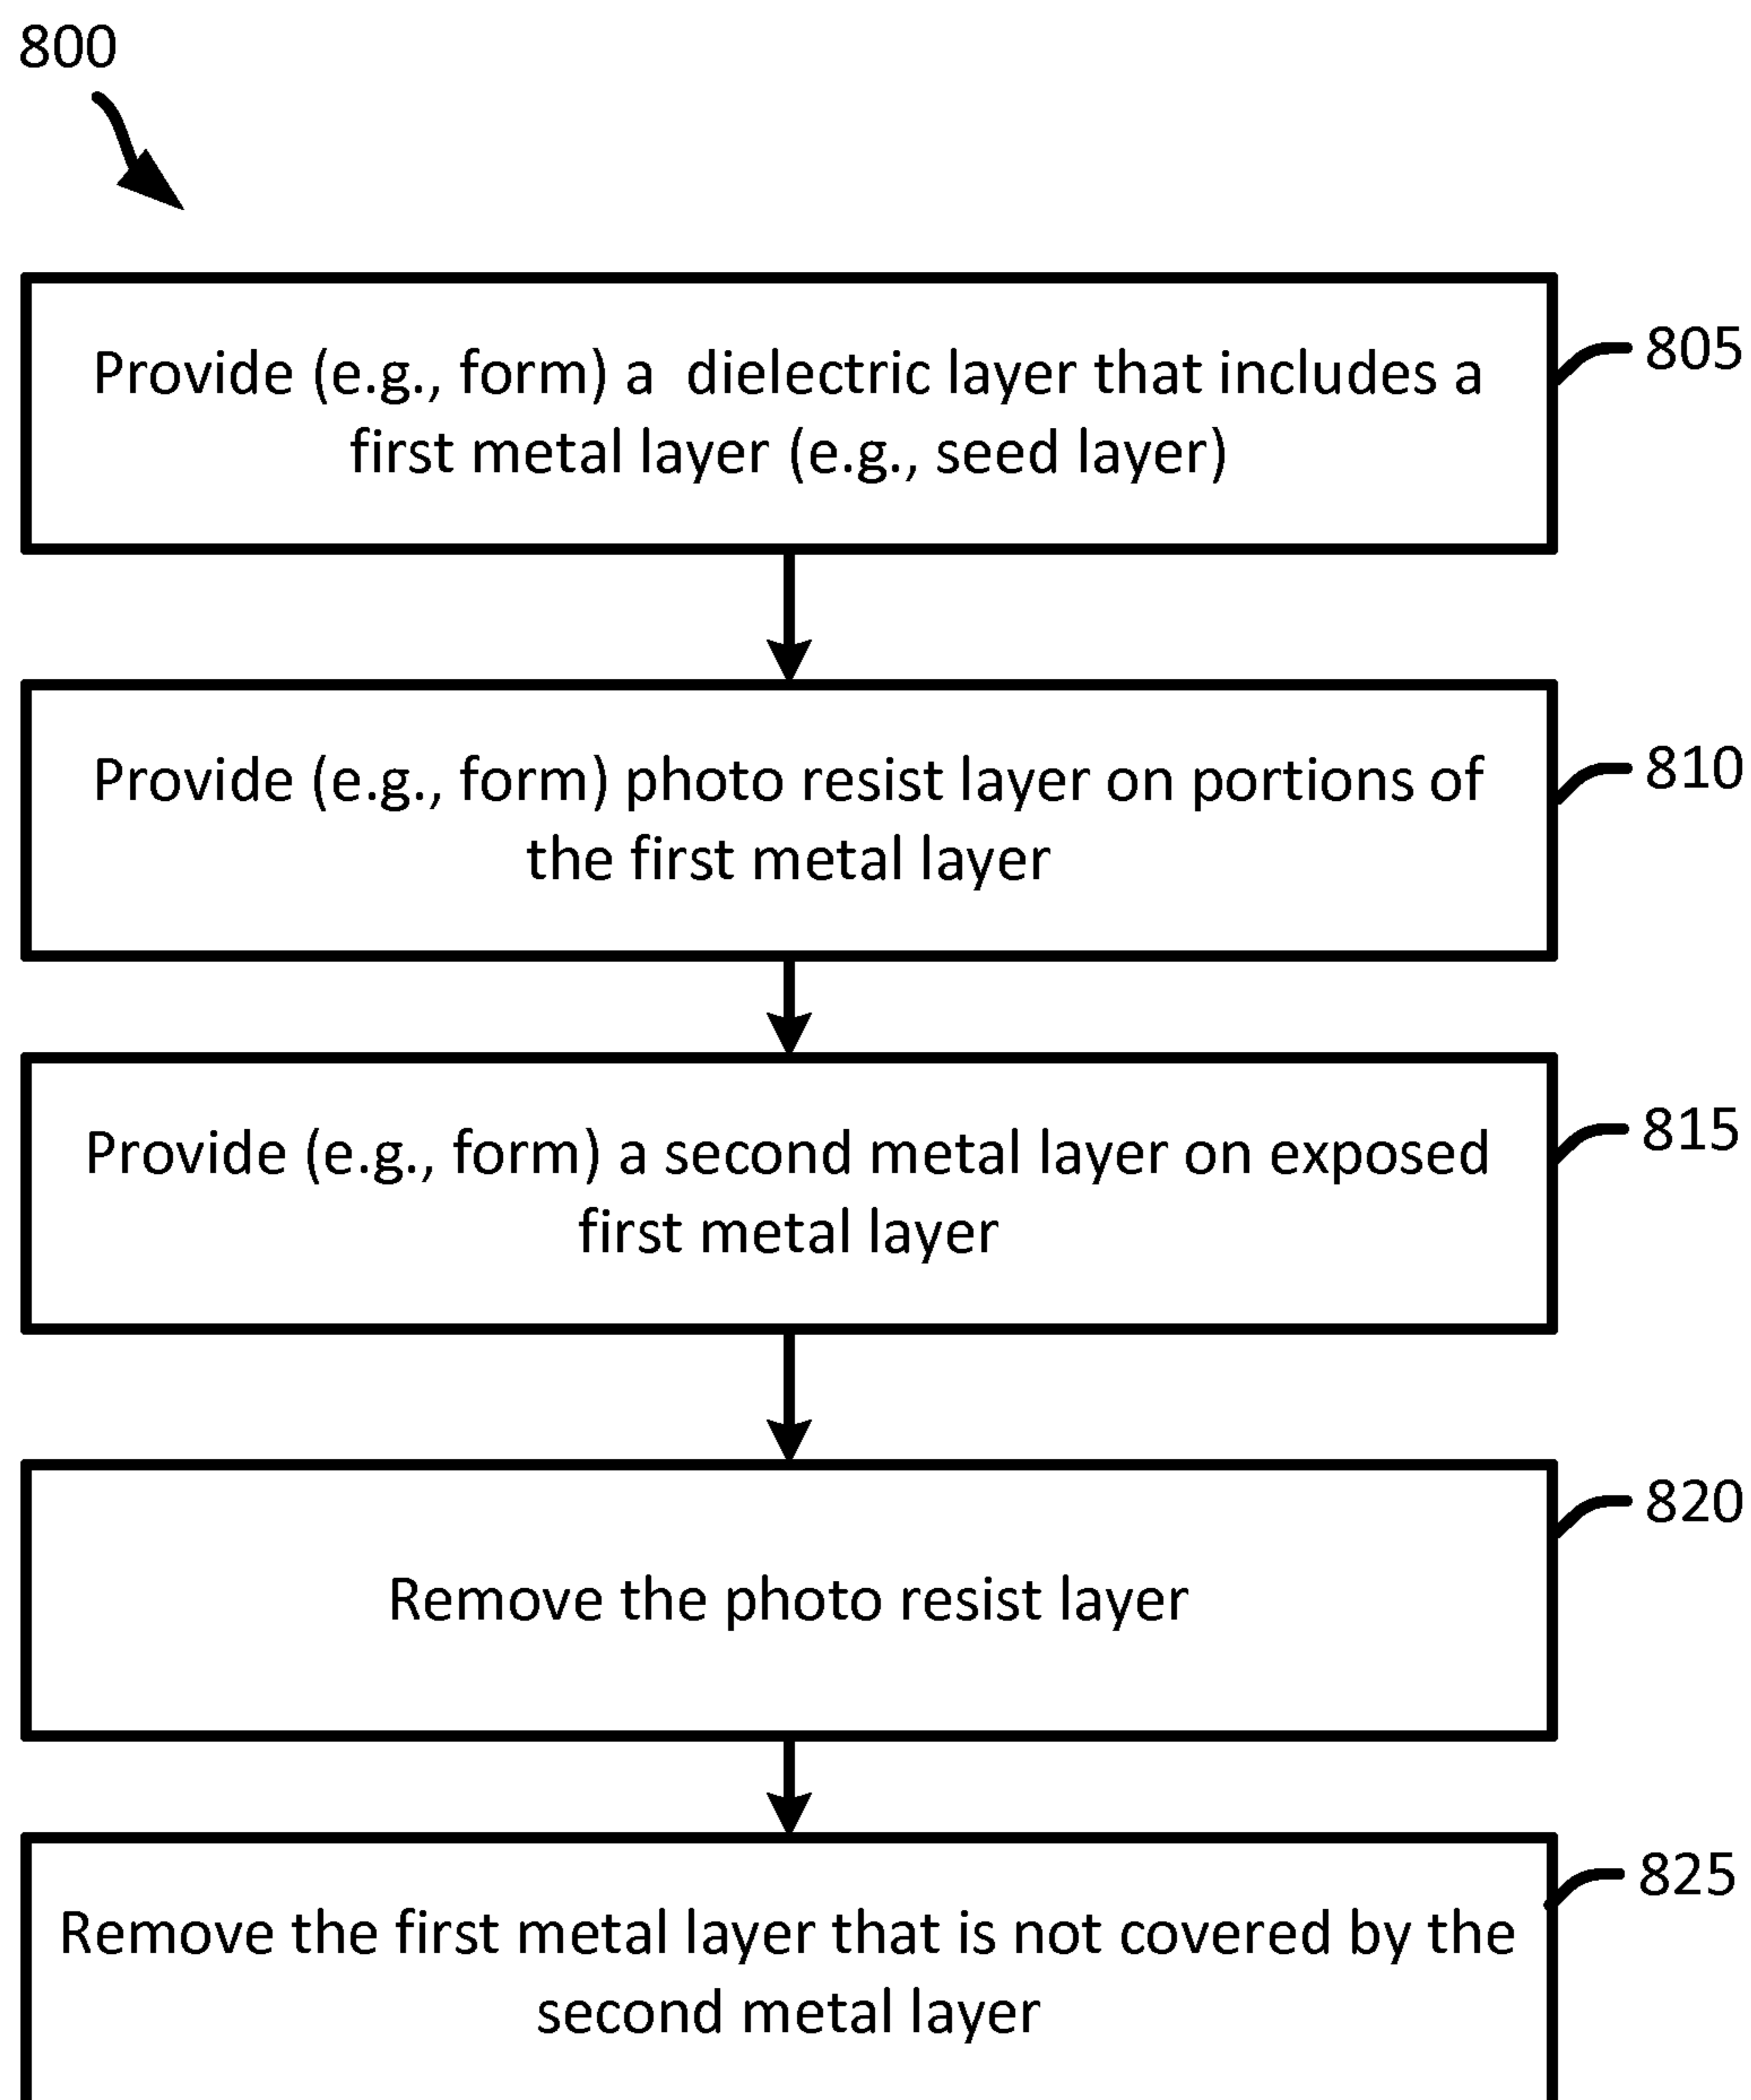 800
Provide (e.g., form) a  dielectric layer that includes a
first metal layer (e.g., seed layer)
805
Provide (e.g., form) photo resist layer on portions of
the first metal layer
810
Provide (e.g., form) a second metal layer on exposed
first metal layer
815
Remove the photo resist layer
820
Remove the first metal layer that is not covered by the
second metal layer
825